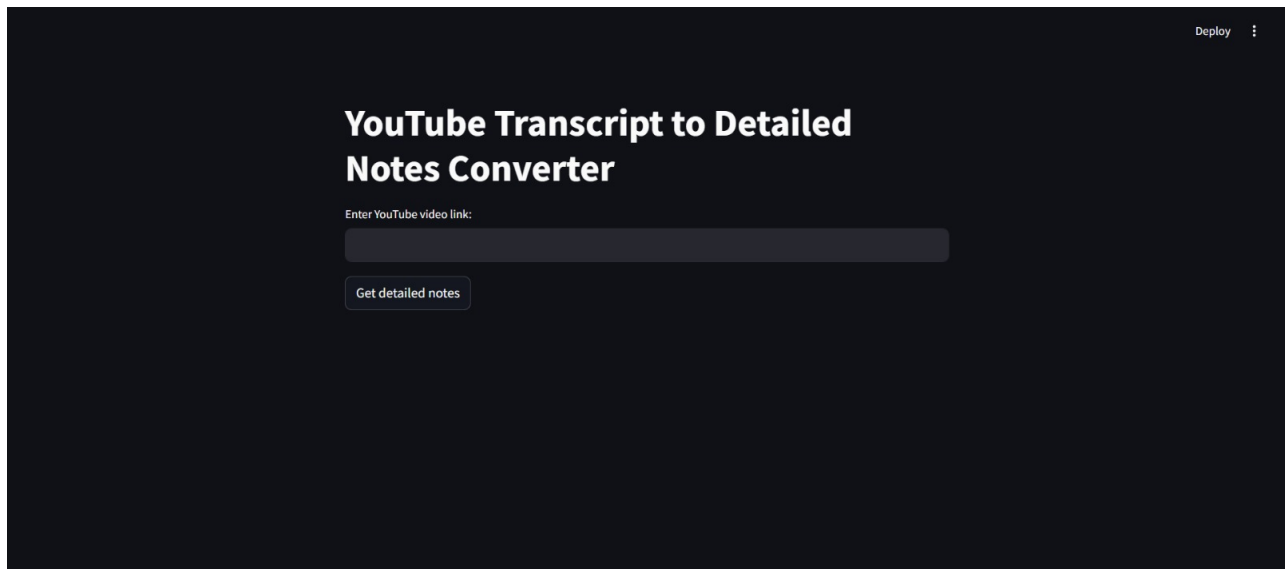 Deploy
YouTube Transcript to Detailed
Notes Converter
Enter YouTube video link:
Get detailed notes